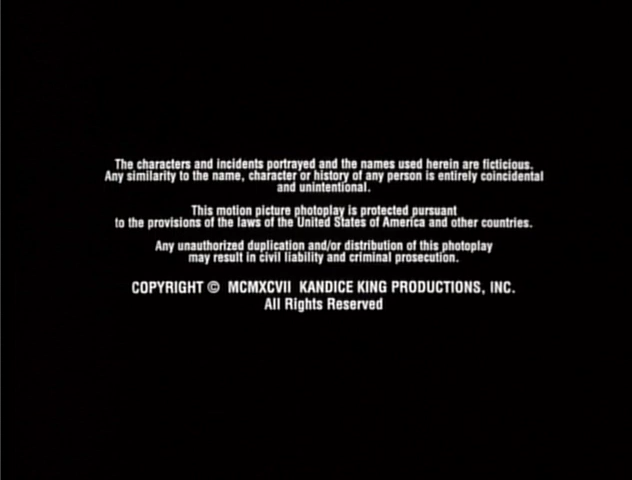 The characters and incidents portrayed and the names used herein are ficticious.
Any similarity to the name, character or history of any person is entirely coincidental
and unintentional.
This motion picture photoplay is protected pursuant
to the provisions of the laws of the United States of America and other countries.
Any unauthorized duplication and/or distribution of this photoplay
may result in civil liability and criminal prosecution.
COPYRIGHT © MCMXCVII KANDICE KING PRODUCTIONS, INC.
All Rights Reserved